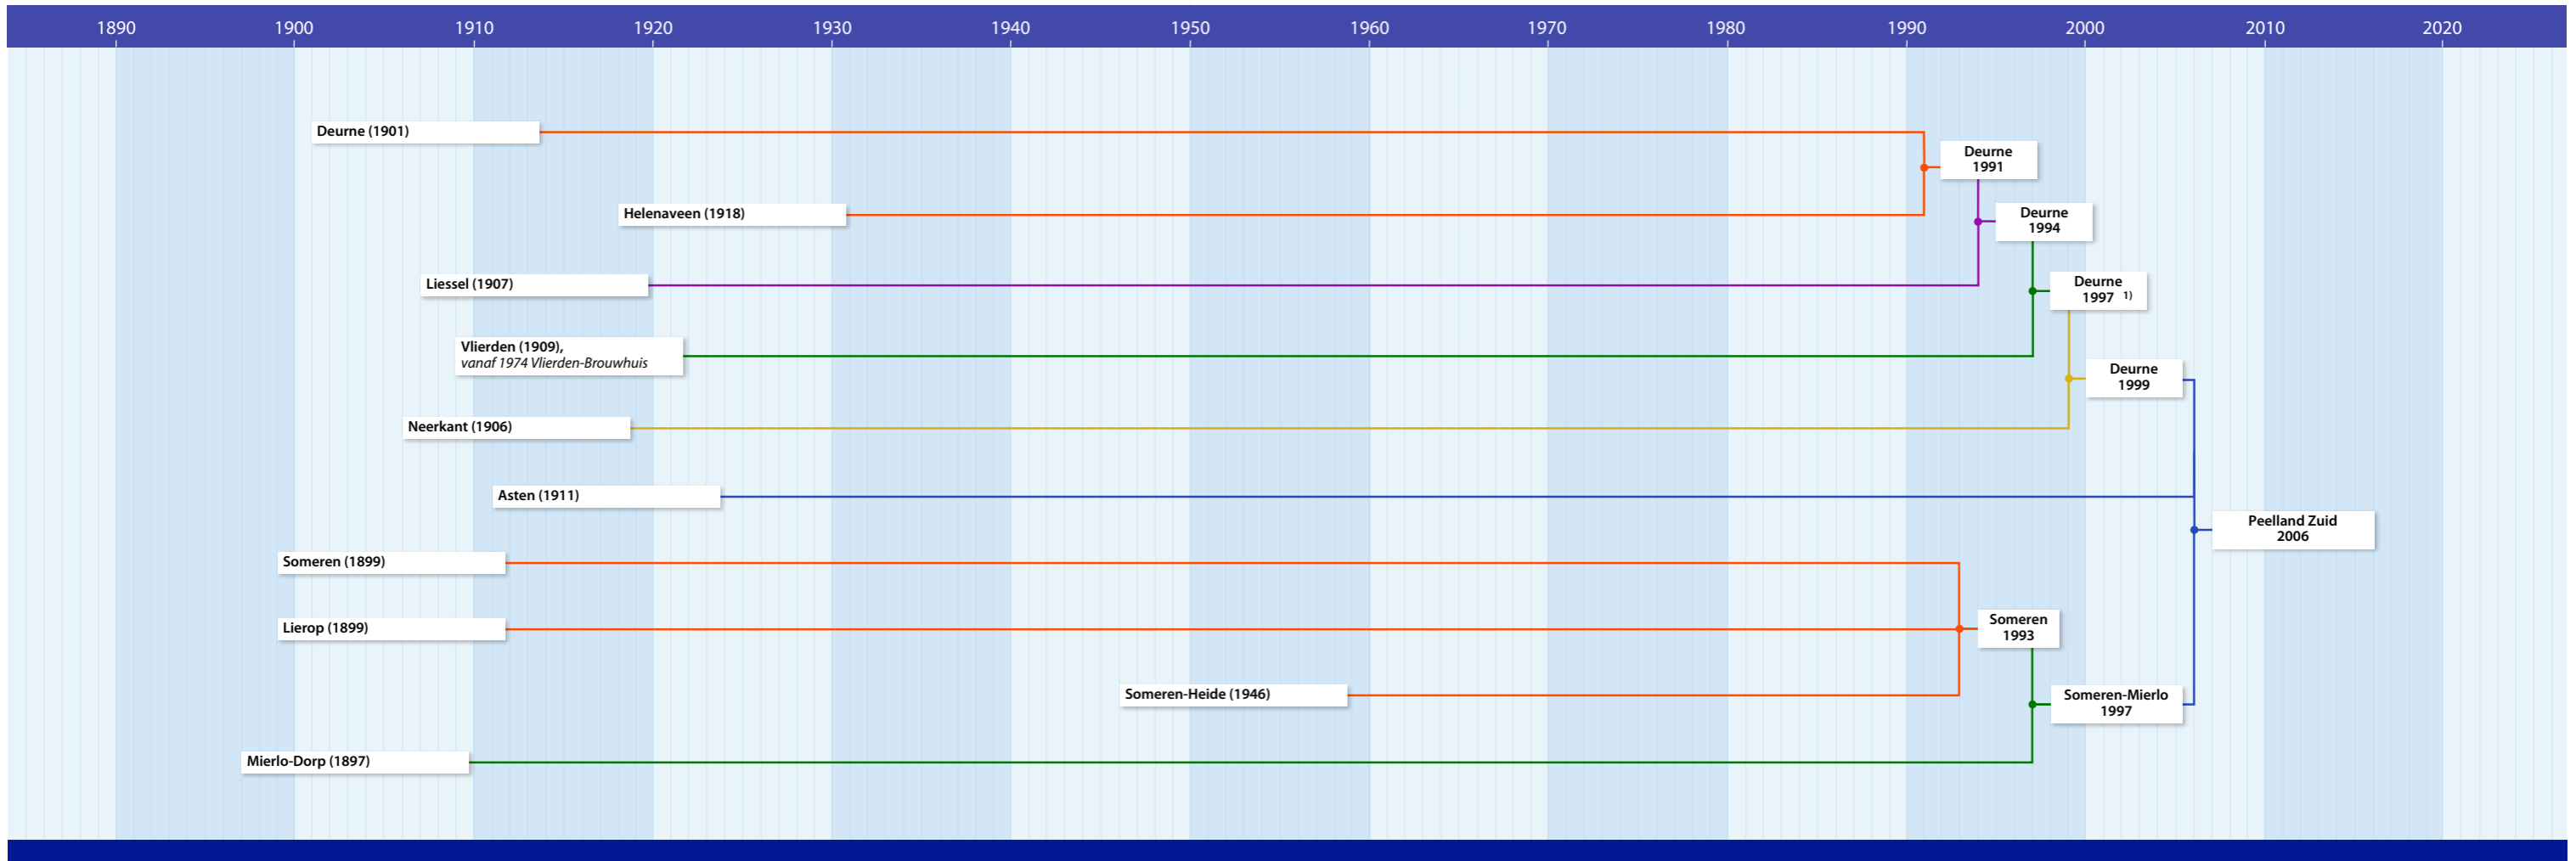 1890 1900 1910 1920 1930 1940 1950 1960 1970 1980 1990 2000 2010 2020
Deurne (1901)
Deurne
1991
Helenaveen (1918)
Deurne
1994
Liessel (1907)
Deurne
1997 1)
Vlierden (1909),
vanaf 1974 Vlierden-Brouwhuis
Deurne
1999
Neerkant (1906)
Asten (1911)
Peelland Zuid
2006
Someren (1899)
Lierop (1899)
Someren
1993
Someren-Heide (1946)
Someren-Mierlo
1997
Mierlo-Dorp (1897)